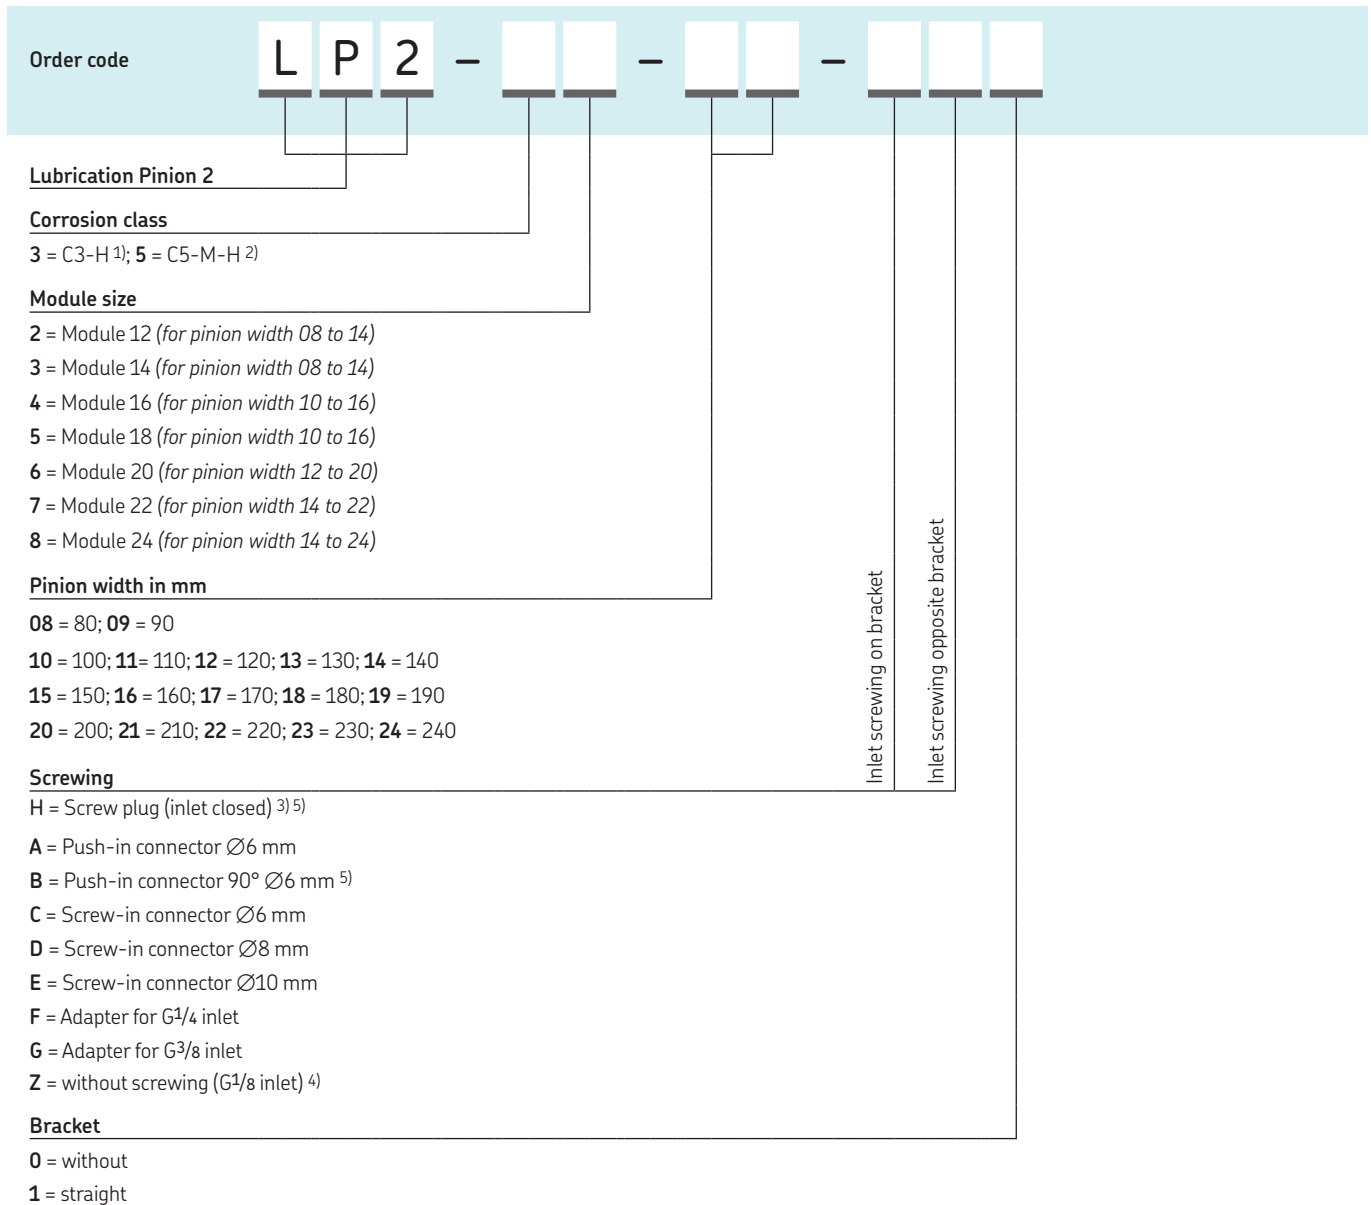 Order code L P 2 – – –
Lubrication Pinion 2
Corrosion class
3 = C3-H 1); 5 = C5-M-H 2)
Module size
2 = Module 12 (for pinion width 08 to 14)
3 = Module 14 (for pinion width 08 to 14)
4 = Module 16 (for pinion width 10 to 16)
5 = Module 18 (for pinion width 10 to 16)
6 = Module 20 (for pinion width 12 to 20)
7 = Module 22 (for pinion width 14 to 22)
8 = Module 24 (for pinion width 14 to 24)
Pinion width in mm
08 = 80; 09 = 90
10 = 100; 11= 110; 12 = 120; 13 = 130; 14 = 140
15 = 150; 16 = 160; 17 = 170; 18 = 180; 19 = 190
20 = 200; 21 = 210; 22 = 220; 23 = 230; 24 = 240
Inlet screwing on bracket
Inlet screwing opposite bracket
Screwing
H = Screw plug (inlet closed) 3) 5)
A = Push-in connector ∅6 mm
B = Push-in connector 90° ∅6 mm 5)
C = Screw-in connector ∅6 mm
D = Screw-in connector ∅8 mm
E = Screw-in connector ∅10 mm
F = Adapter for G1/4 inlet
G = Adapter for G3/8 inlet
Z = without screwing (G1/8 inlet) 4)
Bracket
0 = without
1 = straight